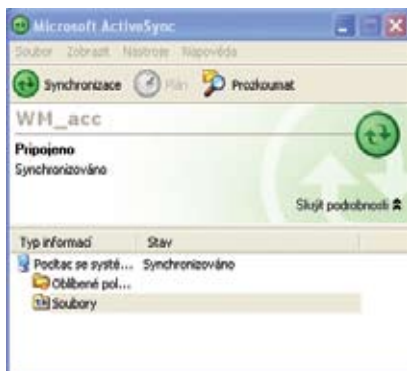 Microsoft ActiveSync
Soubor Zobrazit Nástroje Nápověda
Synchronizace Plán Prozkoumat
WM_acc
Připojeno
Synchronizováno
Skrýt podrobnosti
Typ informací Stav
Počítač se systé... Synchronizováno
Oblíbené pol...
Soubory